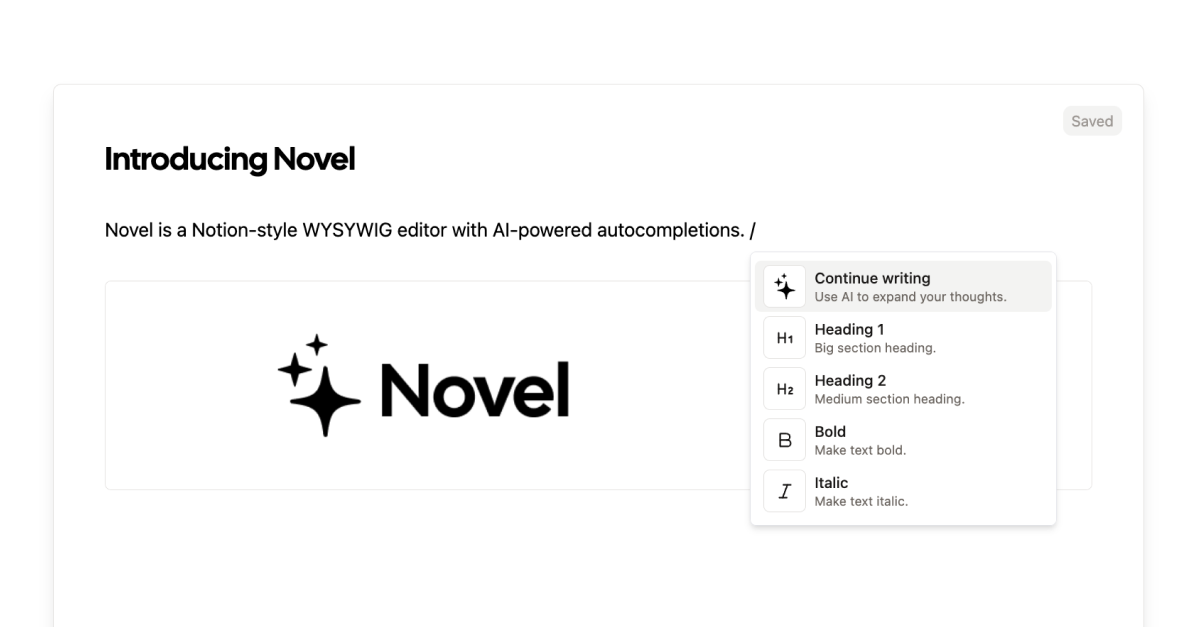 Saved
Introducing Novel
Novel is a Notion-style WYSYWIG editor with AI-powered autocompletions. /
Novel
Continue writing
Use AI to expand your thoughts.
H1
Heading 1
Big section heading.
H2
Heading 2
Medium section heading.
B
Bold
Make text bold.
I
Italic
Make text italic.